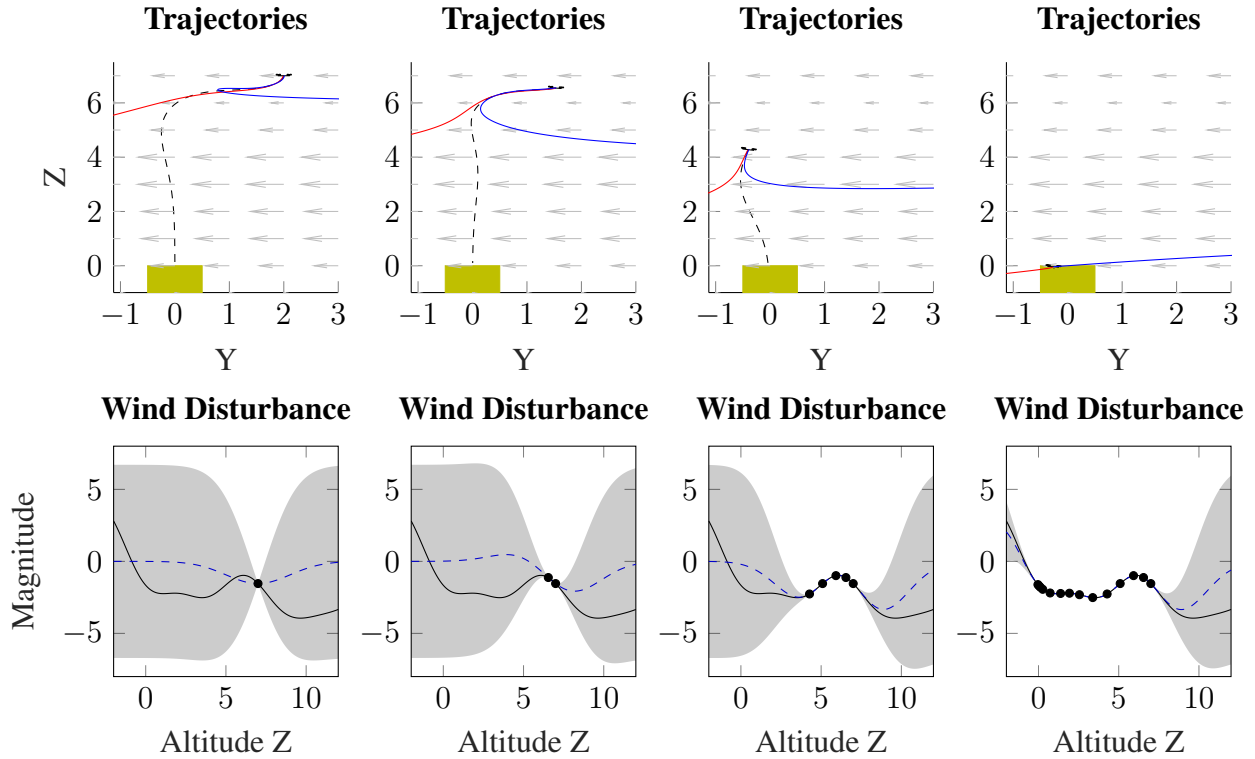 Trajectories Trajectories Trajectories Trajectories
6 6 6 6
4 4 4 4
Z
2 2 2 2
0 0 0 0
−1 0 1 2 3 −1 0 1 2 3 −1 0 1 2 3 −1 0 1 2 3
Y Y Y Y
Wind Disturbance Wind Disturbance Wind Disturbance Wind Disturbance
5 5 5 5
0 0 0 0
Magnitude
−5 −5 −5 −5
0 5 10 0 5 10 0 5 10 0 5 10
Altitude Z Altitude Z Altitude Z Altitude Z